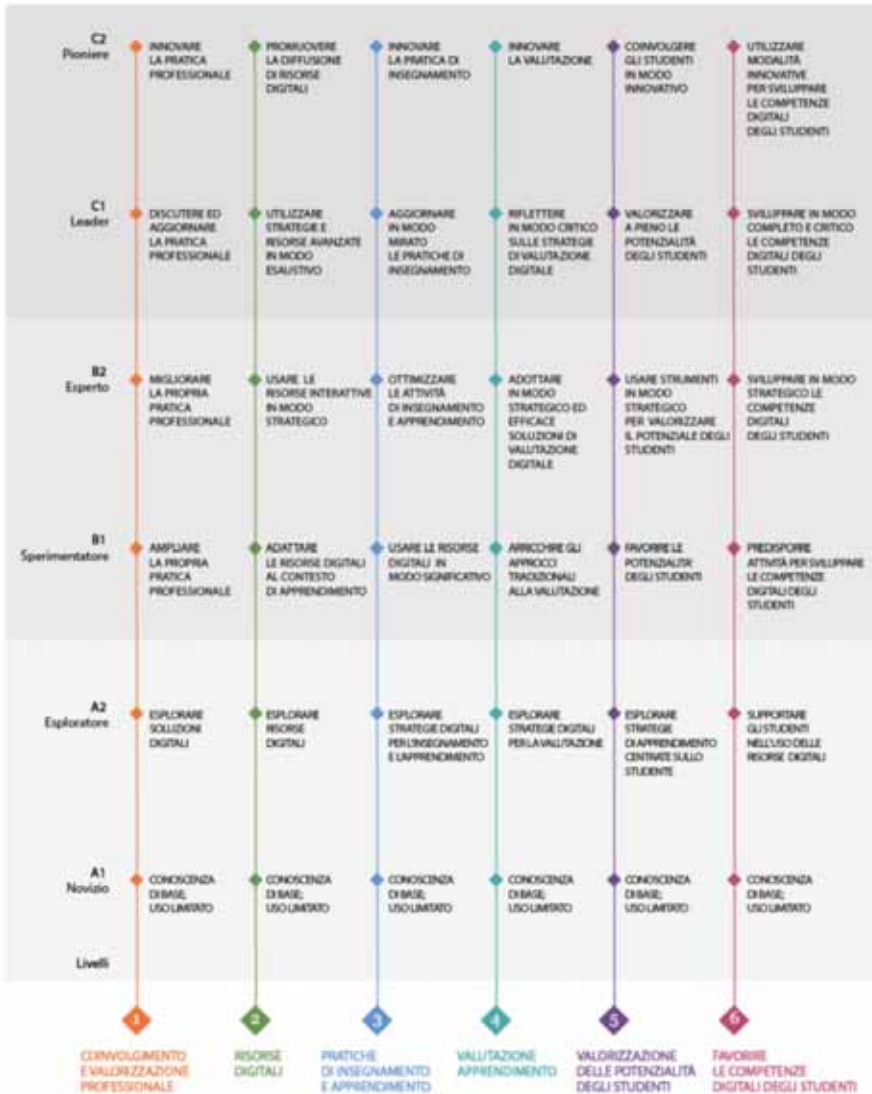 C2
Pioniere
INNOVARE
LA PRATICA
PROFESSIONALE
PROMUOVERE
LA DIFFUSIONE
DI RISORSE
DIGITALI
INNOVARE
LA PRATICA DI
INSEGNAMENTO
INNOVARE
LA VALUTAZIONE
COINVOLGERE
GLI STUDENTI
IN MODO
INNOVATIVO
UTILIZZARE
MODALITÀ
INNOVATIVE
PER SVILUPPARE
LE COMPETENZE
DIGITALI
DEGLI STUDENTI
C1
Leader
DISCUTERE ED
AGGIORNARE
LA PRATICA
PROFESSIONALE
UTILIZZARE
STRATEGIE E
RISORSE AVANZATE
IN MODO
ESAUSTIVO
AGGIORNARE
IN MODO
MIRATO
LE PRATICHE DI
INSEGNAMENTO
RIFLETTERE
IN MODO CRITICO
SULLE STRATEGIE
DI VALUTAZIONE
DIGITALE
VALORIZZARE
A PIENO LE
POTENZIALITÀ
DEGLI STUDENTI
SVILUPPARE IN MODO
COMPLETO E CRITICO
LE COMPETENZE
DIGITALI DEGLI
STUDENTI
B2
Esperto
MIGLIORARE
LA PROPRIA
PRATICA
PROFESSIONALE
USARE LE
RISORSE INTERATTIVE
IN MODO
STRATEGICO
OTTIMIZZARE
LE ATTIVITÀ
DI INSEGNAMENTO
E APPRENDIMENTO
ADOTTARE
IN MODO
STRATEGICO ED
EFFICACE
SOLUZIONI DI
VALUTAZIONE
DIGITALE
USARE STRUMENTI
IN MODO
STRATEGICO
PER VALORIZZARE
IL POTENZIALE DEGLI
STUDENTI
SVILUPPARE IN MODO
STRATEGICO LE
COMPETENZE
DIGITALI
DEGLI STUDENTI
B1
Sperimentatore
AMPLIARE
LA PROPRIA
PRATICA
PROFESSIONALE
ADATTARE
LE RISORSE DIGITALI
AL CONTESTO
DI APPRENDIMENTO
USARE LE RISORSE
DIGITALI IN
MODO SIGNIFICATIVO
ARRICCHIRE GLI
APPROCCI
TRADIZIONALI
ALLA VALUTAZIONE
FAVORIRE LE
POTENZIALITA'
DEGLI STUDENTI
PREDISPORRE
ATTIVITÀ PER SVILUPPARE
LE COMPETENZE
DIGITALI DEGLI
STUDENTI
A2
Esploratore
ESPLORARE
SOLUZIONI
DIGITALI
ESPLORARE
RISORSE
DIGITALI
ESPLORARE
STRATEGIE DIGITALI
PER L'INSEGNAMENTO
E L'APPRENDIMENTO
ESPLORARE
STRATEGIE DIGITALI
PER LA VALUTAZIONE
ESPLORARE
STRATEGIE
DI APPRENDIMENTO
CENTRATE SULLO
STUDENTE
SUPPORTARE
GLI STUDENTI
NELL'USO DELLE
RISORSE DIGITALI
A1
Novizio
CONOSCENZA
DI BASE;
USO LIMITATO
CONOSCENZA
DI BASE;
USO LIMITATO
CONOSCENZA
DI BASE;
USO LIMITATO
CONOSCENZA
DI BASE;
USO LIMITATO
CONOSCENZA
DI BASE;
USO LIMITATO
CONOSCENZA
DI BASE;
USO LIMITATO
Livelli
1
COINVOLGIMENTO
E VALORIZZAZIONE
PROFESSIONALE
2
RISORSE
DIGITALI
3
PRATICHE
DI INSEGNAMENTO
E APPRENDIMENTO
4
VALUTAZIONE
APPRENDIMENTO
5
VALORIZZAZIONE
DELLE POTENZIALITÀ
DEGLI STUDENTI
6
FAVORIRE
LE COMPETENZE
DIGITALI DEGLI STUDENTI